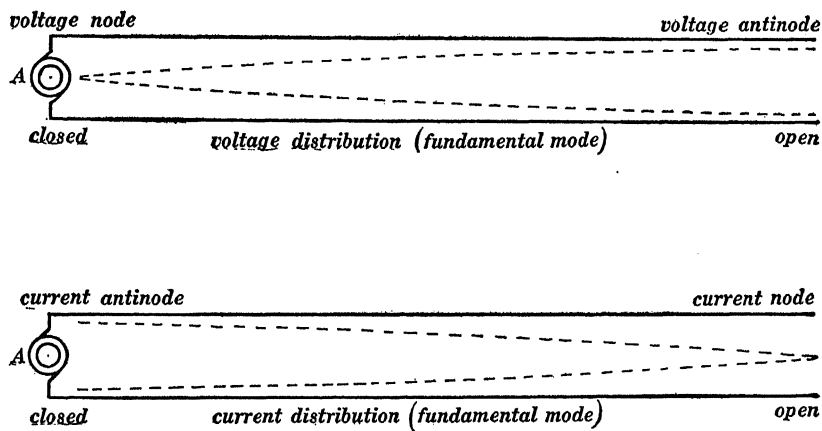 voltage node voltage antinode
A
closed voltage distribution (fundamental mode) open
current antinode current node
A
closed current distribution (fundamental mode) open